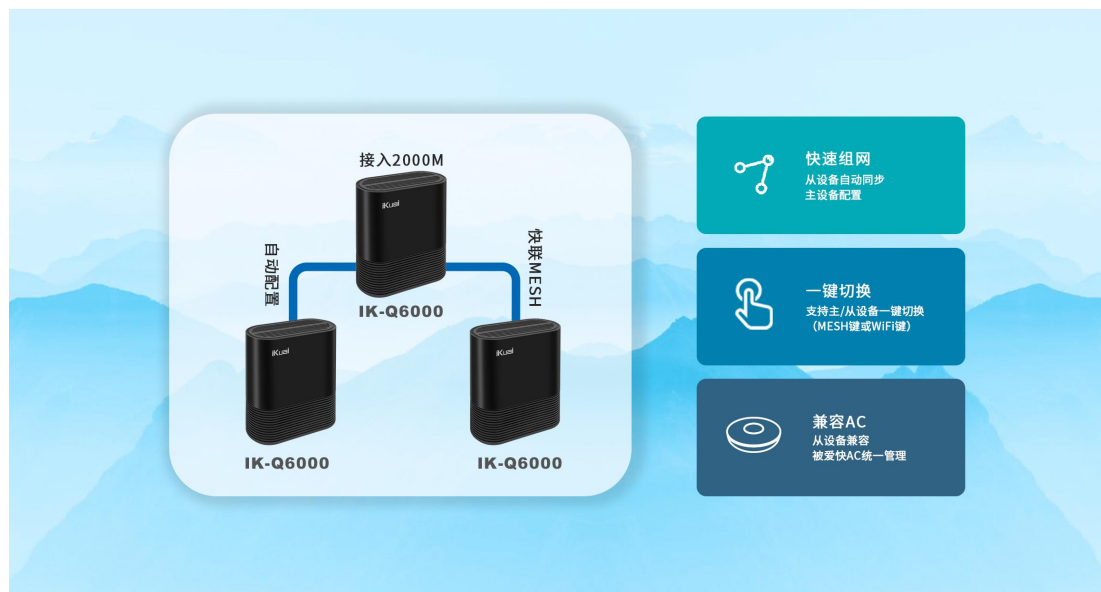 接入2000M
iKuai
自动配置
快联MESH
IK-Q6000
iKuai
iKuai
IK-Q6000
IK-Q6000
快速组网
从设备自动同步
主设备配置
一键切换
支持主/从设备一键切换
（MESH键或WiFi键）
兼容AC
从设备兼容
被爱快AC统一管理